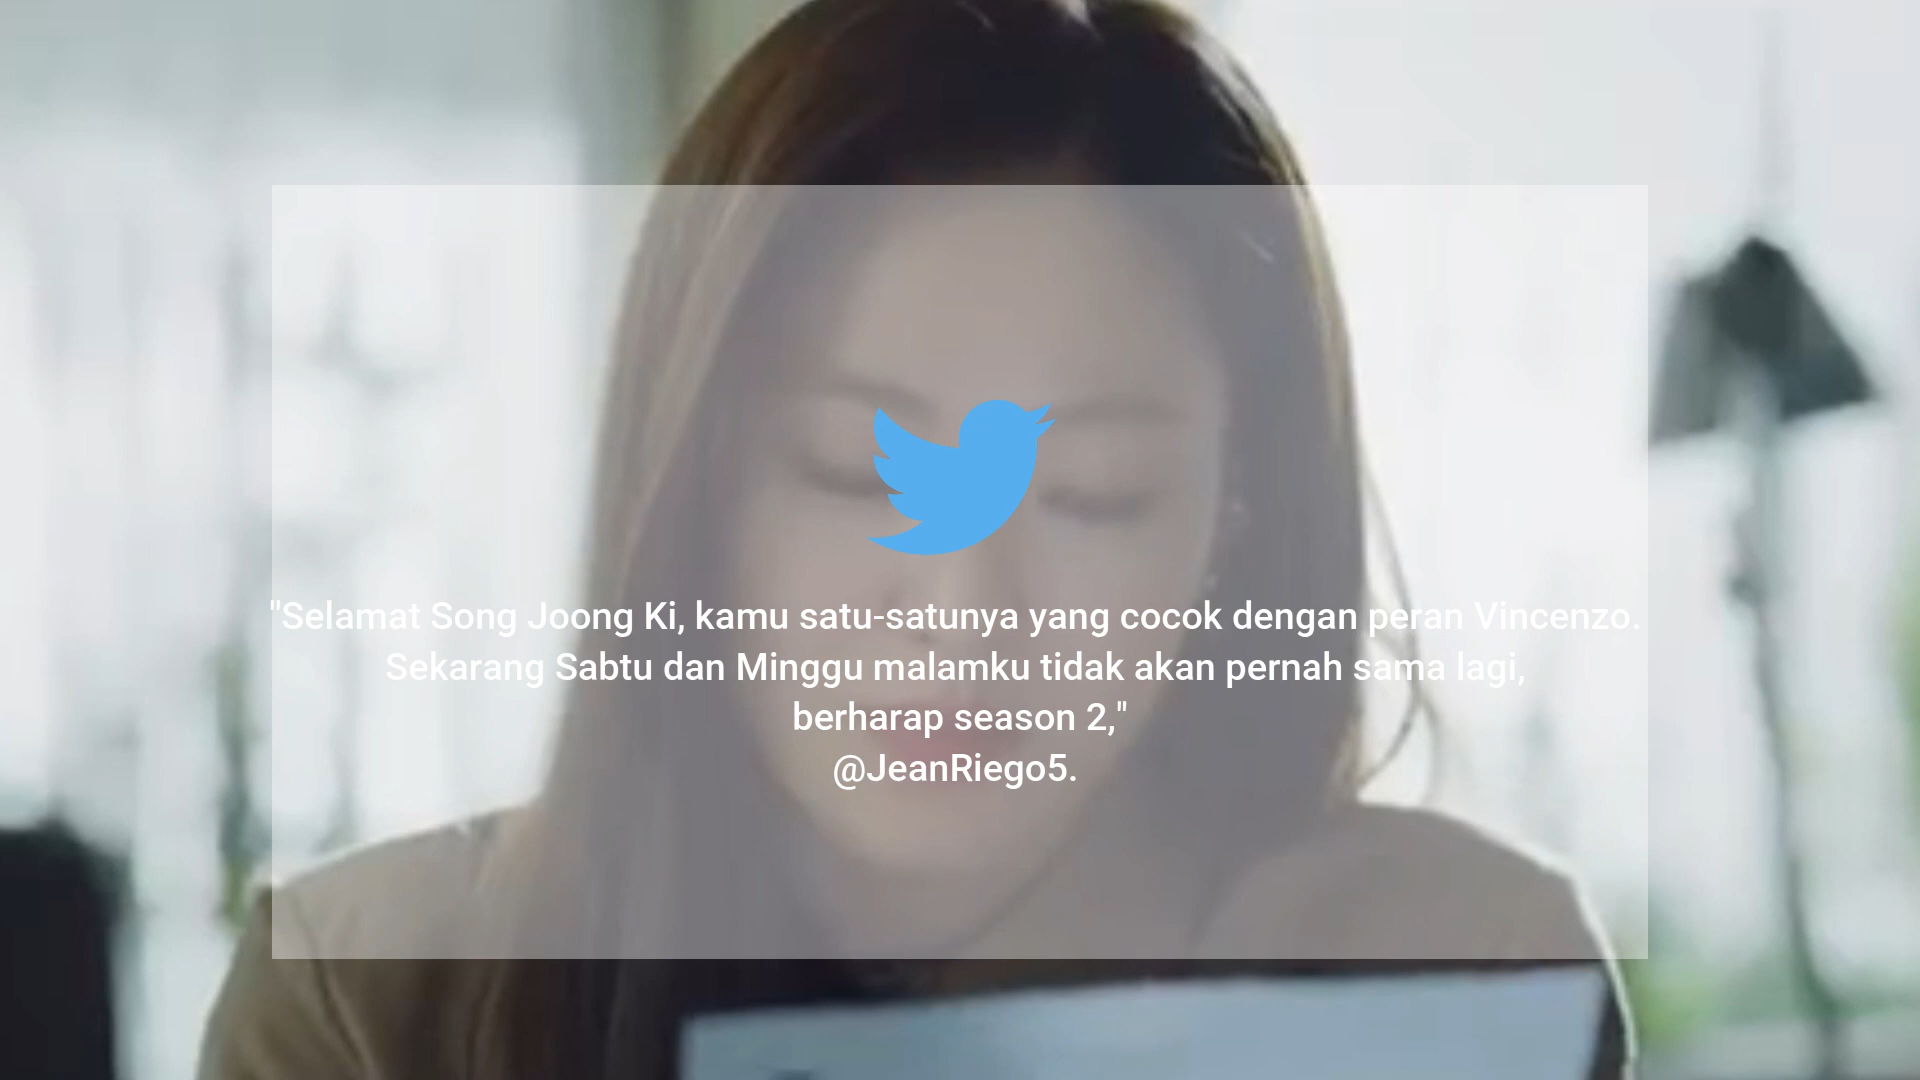 "Selamat Song Joong Ki, kamu satu-satunya yang cocok dengan peran Vincenzo.
Sekarang Sabtu dan Minggu malamku tidak akan pernah sama lagi,
berharap season 2,"
@JeanRiego5.